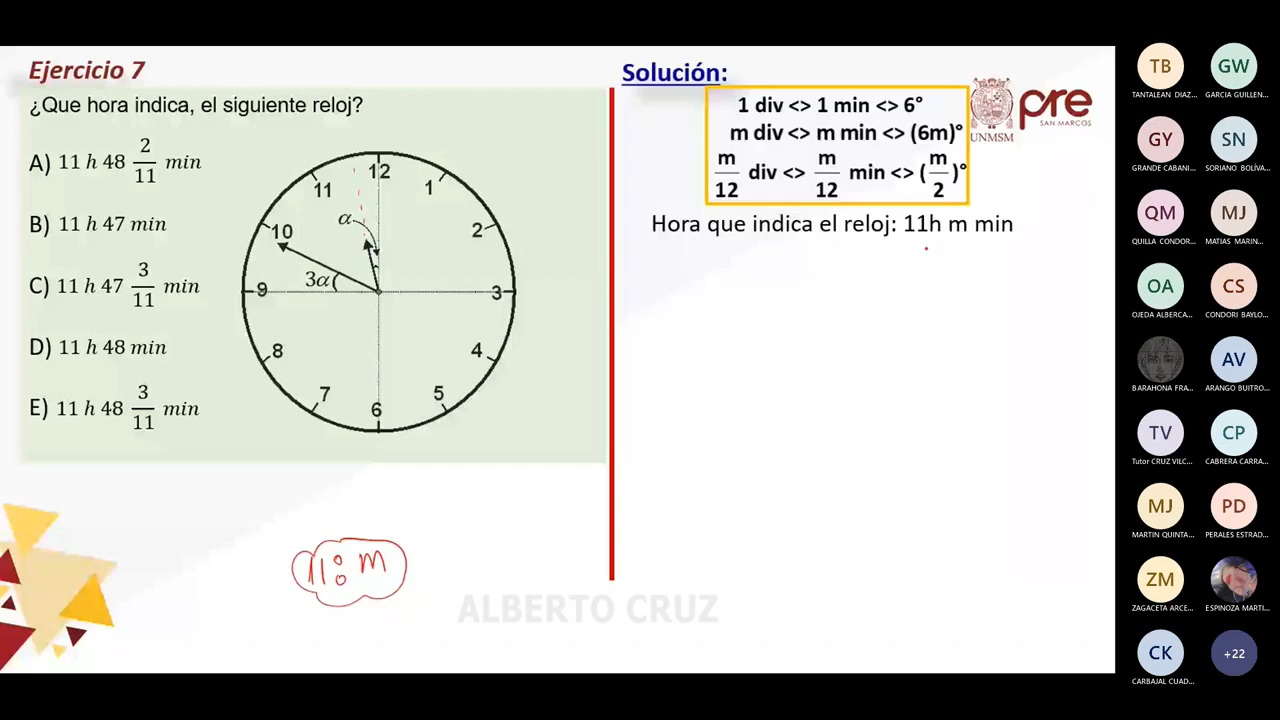 Ejercicio 7
¿Que hora indica, el siguiente reloj?
A) 11 h 48 2/11 min
B) 11 h 47 min
C) 11 h 47 3/11 min
D) 11 h 48 min
E) 11 h 48 3/11 min
12
1
2
3
4
5
6
7
8
9
10
11
α
3α
11:m
Solución:
1 div <> 1 min <> 6°
m div <> m min <> (6m)°
m/12 div <> m/12 min <> (m/2)°
UNMSM
pre
SAN MARCOS
Hora que indica el reloj: 11h m min
ALBERTO CRUZ
TB
TANTALEAN DIAZ...
GW
GARCIA GUILLEN...
GY
GRANDE CABANI...
SN
SORIANO BOLÍVA...
QM
QUILLA CONDOR...
MJ
MATIAS MARIN...
OA
OJEDA ALBERCA...
CS
CONDORI BAYLO...
BARAHONA FRA...
AV
ARANGO BUITRO...
TV
Tutor CRUZ VILC...
CP
CABRERA CARRA...
MJ
MARTIN QUINTA...
PD
PERALES ESTRAD...
ZM
ZAGACETA ARCE...
ESPINOZA MARTI...
CK
CARBAJAL CUAD...
+22